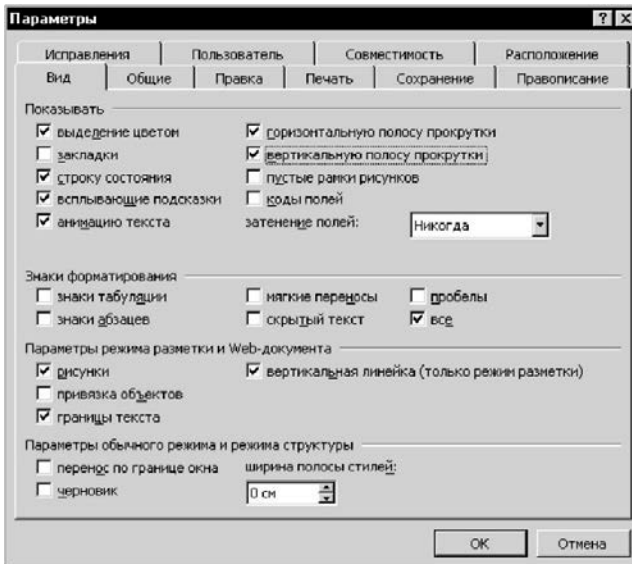 Параметры
Исправления Пользователь Совместимость Расположение
Вид Общие Правка Печать Сохранение Правописание
Показывать
выделение цветом горизонтальную полосу прокрутки
закладки вертикальную полосу прокрутки
строку состояния пустые рамки рисунков
всплывающие подсказки коды полей
анимацию текста затенение полей: Никогда
Знаки форматирования
знаки табуляции мягкие переносы пробелы
знаки абзацев скрытый текст все
Параметры режима разметки и Web-документа
рисунки вертикальная линейка (только режим разметки)
привязка объектов
границы текста
Параметры обычного режима и режима структуры
перенос по границе окна ширина полосы стилей:
черновик 0 см
ОК Отмена